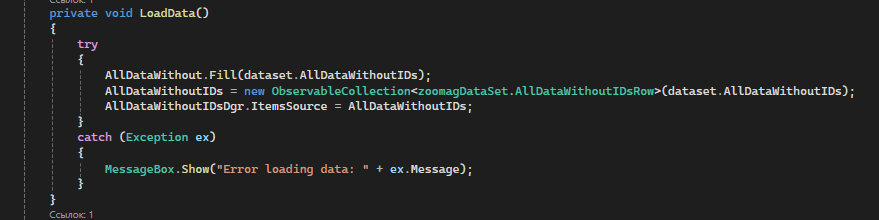 Ссылок: 1
private void LoadData()
{
try
{
AllDataWithout.Fill(dataset.AllDataWithoutIDs);
AllDataWithoutIDs = new ObservableCollection<zoomagDataSet.AllDataWithoutIDsRow>(dataset.AllDataWithoutIDs);
AllDataWithoutIDsDgr.ItemsSource = AllDataWithoutIDs;
}
catch (Exception ex)
{
MessageBox.Show("Error loading data: " + ex.Message);
}
}
Ссылок: 1